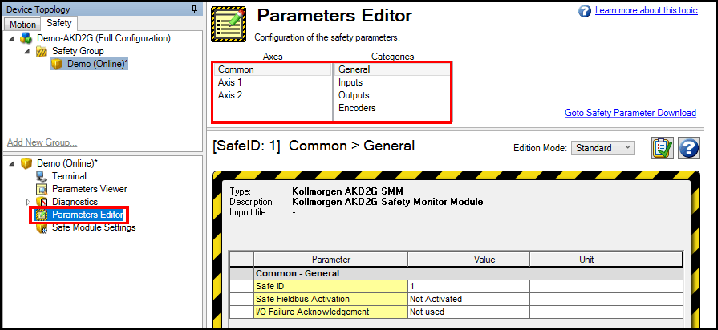 Device Topology
Motion Safety
Demo-AKD2G (Full Configuration)
Safety Group
Demo (Online)*
Add New Group...
Demo (Online)*
Terminal
Parameters Viewer
Diagnostics
Parameters Editor
Safe Module Settings
Parameters Editor
Learn more about this topic
Configuration of the safety parameters
Axes Categories
Common General
Axis 1 Inputs
Axis 2 Outputs
Encoders
Goto Safety Parameter Download
[SafeID: 1] Common > General
Edition Mode: Standard
Type: Kollmorgen AKD2G SMM
Description Kollmorgen AKD2G Safety Monitor Module
Input file -
Parameter Value Unit
Common - General
Safe ID 1
Safe Fieldbus Activation Not Activated
I/O Failure Acknowledgement Not used